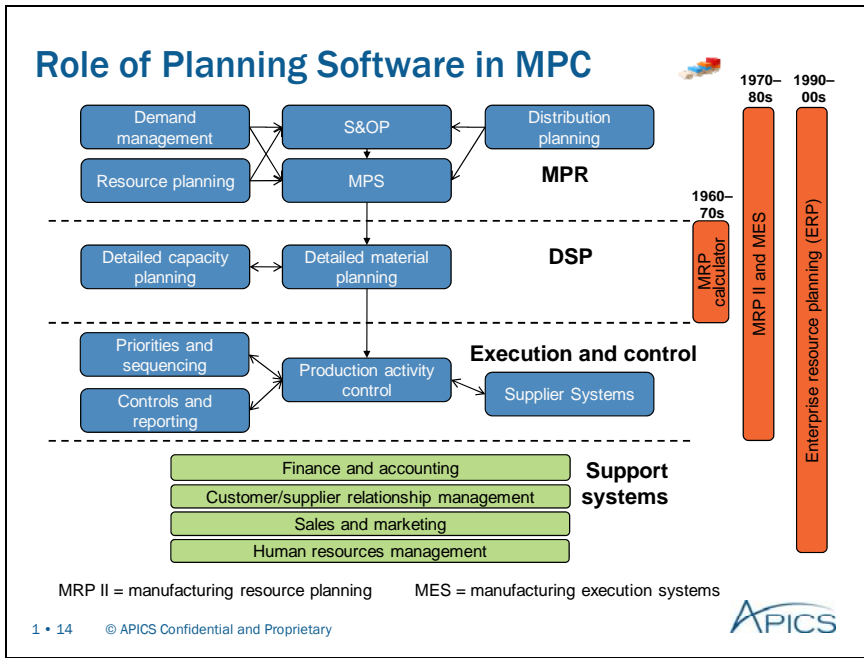 Role of Planning Software in MPC
1970–
80s
1990–
00s
Demand
management
S&OP
Distribution
planning
Resource planning
MPS
MPR
1960–
70s
Detailed capacity
planning
Detailed material
planning
DSP
MRP
calculator
MRP II and MES
Enterprise resource planning (ERP)
Priorities and
sequencing
Execution and control
Production activity
control
Supplier Systems
Controls and
reporting
Finance and accounting
Customer/supplier relationship management
Sales and marketing
Human resources management
Support
systems
MRP II = manufacturing resource planning
MES = manufacturing execution systems
1 • 14
© APICS Confidential and Proprietary
APICS